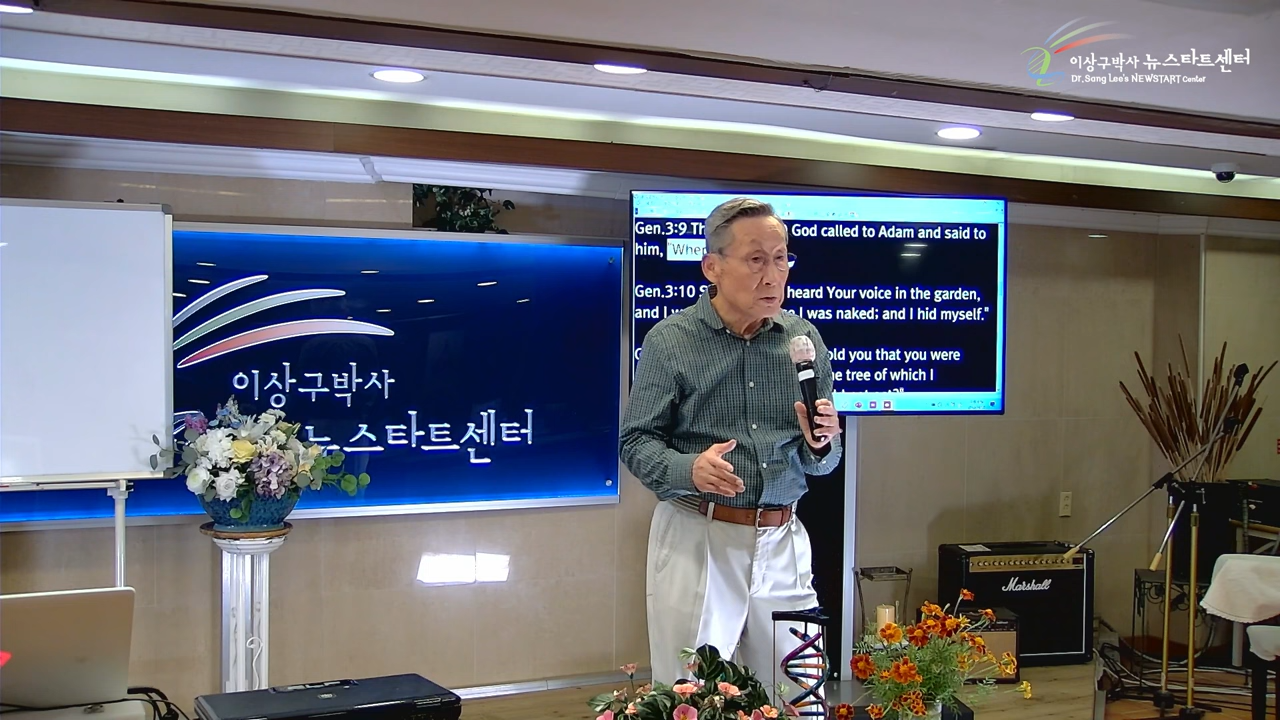 이상구박사 뉴스타트센터
Dr. Sang Lee's NEWSTART Center
이상구박사
뉴스타트센터
Gen.3:9 God called to Adam and said to
him,
Gen.3:10 heard Your voice in the garden,
and I I was naked; and I hid myself."
old you that you were
tree of which I
Marshall